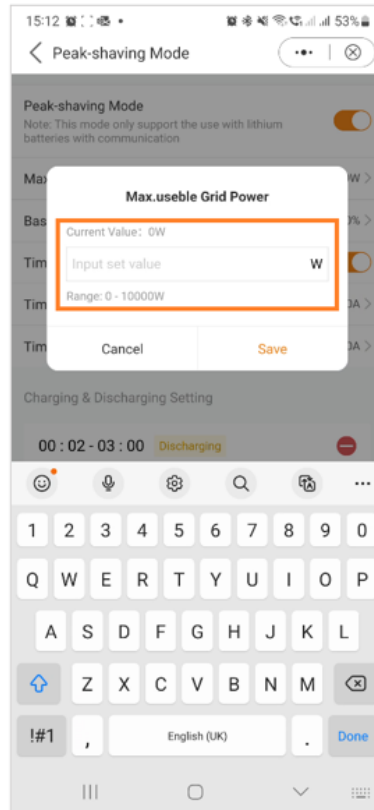 15:12
53%
Peak-shaving Mode
Peak-shaving Mode
Note: This mode only support the use with lithium
batteries with communication
Max.useble Grid Power
Current Value: 0W
Input set value W
Range: 0 - 10000W
Cancel Save
Charging & Discharging Setting
00 : 02 - 03 : 00 Discharging
1 2 3 4 5 6 7 8 9 0
Q W E R T Y U I O P
A S D F G H J K L
Z X C V B N M
!#1 , English (UK) . Done